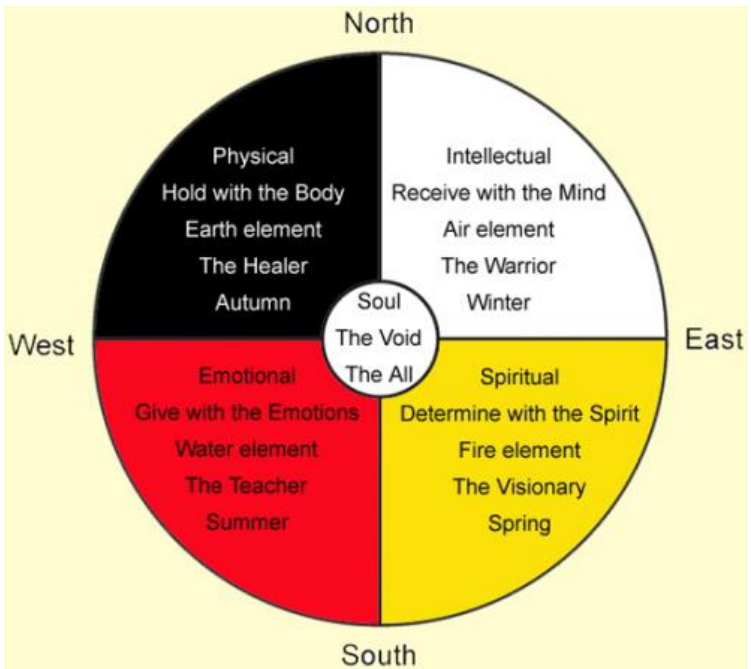 North
Physical
Hold with the Body
Earth element
The Healer
Autumn
Intellectual
Receive with the Mind
Air element
The Warrior
Winter
West
Soul
The Void
The All
East
Emotional
Give with the Emotions
Water element
The Teacher
Summer
Spiritual
Determine with the Spirit
Fire element
The Visionary
Spring
South